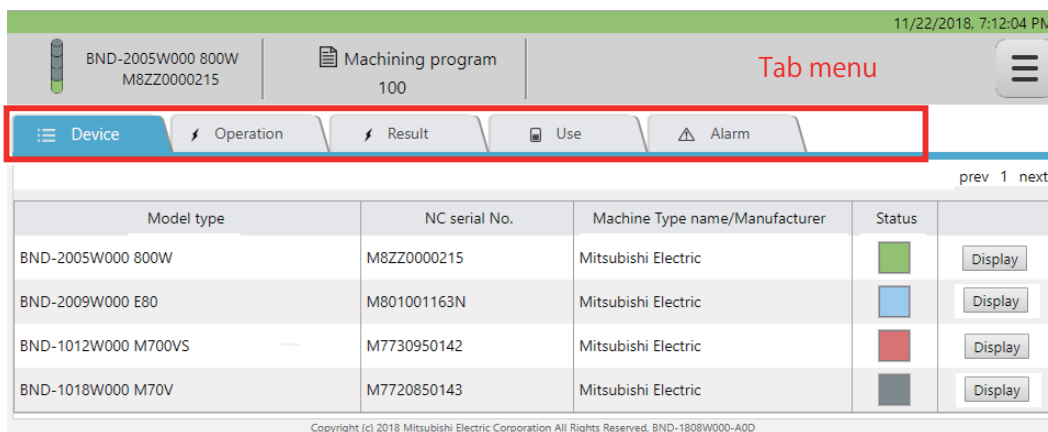 11/22/2018, 7:12:04 PM
BND-2005W000 800W
M8ZZ0000215
Machining program
100
Tab menu
Device Operation Result Use Alarm
prev 1 next
Model type NC serial No. Machine Type name/Manufacturer Status
BND-2005W000 800W M8ZZ0000215 Mitsubishi Electric Display
BND-2009W000 E80 M801001163N Mitsubishi Electric Display
BND-1012W000 M700VS M7730950142 Mitsubishi Electric Display
BND-1018W000 M70V M7720850143 Mitsubishi Electric Display
Copyright (c) 2018 Mitsubishi Electric Corporation All Rights Reserved. BND-1808W000-A0D